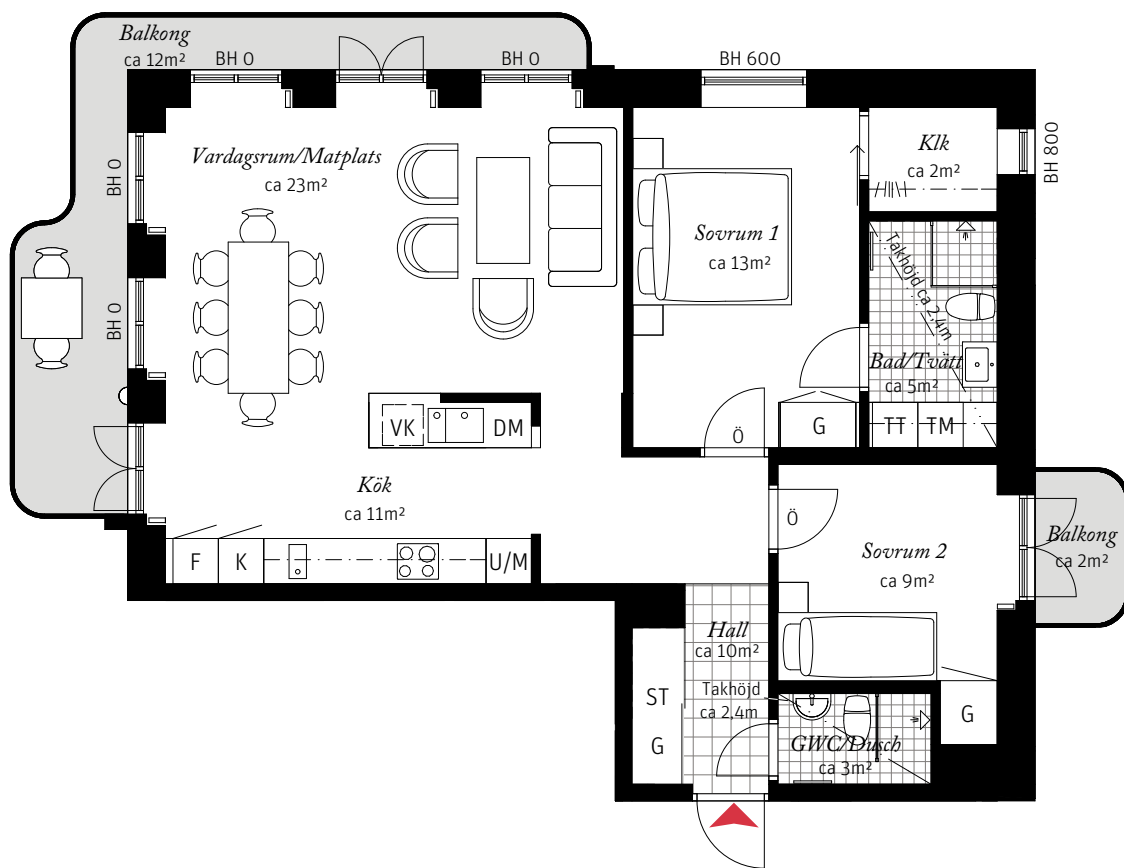 Balkong
ca 12m²
BH 0
BH 0
BH 600
BH 0
Vardagsrum/Matplats
ca 23m²
Klk
ca 2m²
BH 800
Sovrum 1
ca 13m²
Takhöjd ca 2,4m
BH 0
Bad/Tvätt
ca 5m²
VK
DM
Ö
G
TT
TM
Kök
ca 11m²
F
K
U/M
Ö
Sovrum 2
ca 9m²
Balkong
ca 2m²
Hall
ca 10m²
Takhöjd
ca 2,4m
ST
G
G
GWC/Dusch
ca 3m²